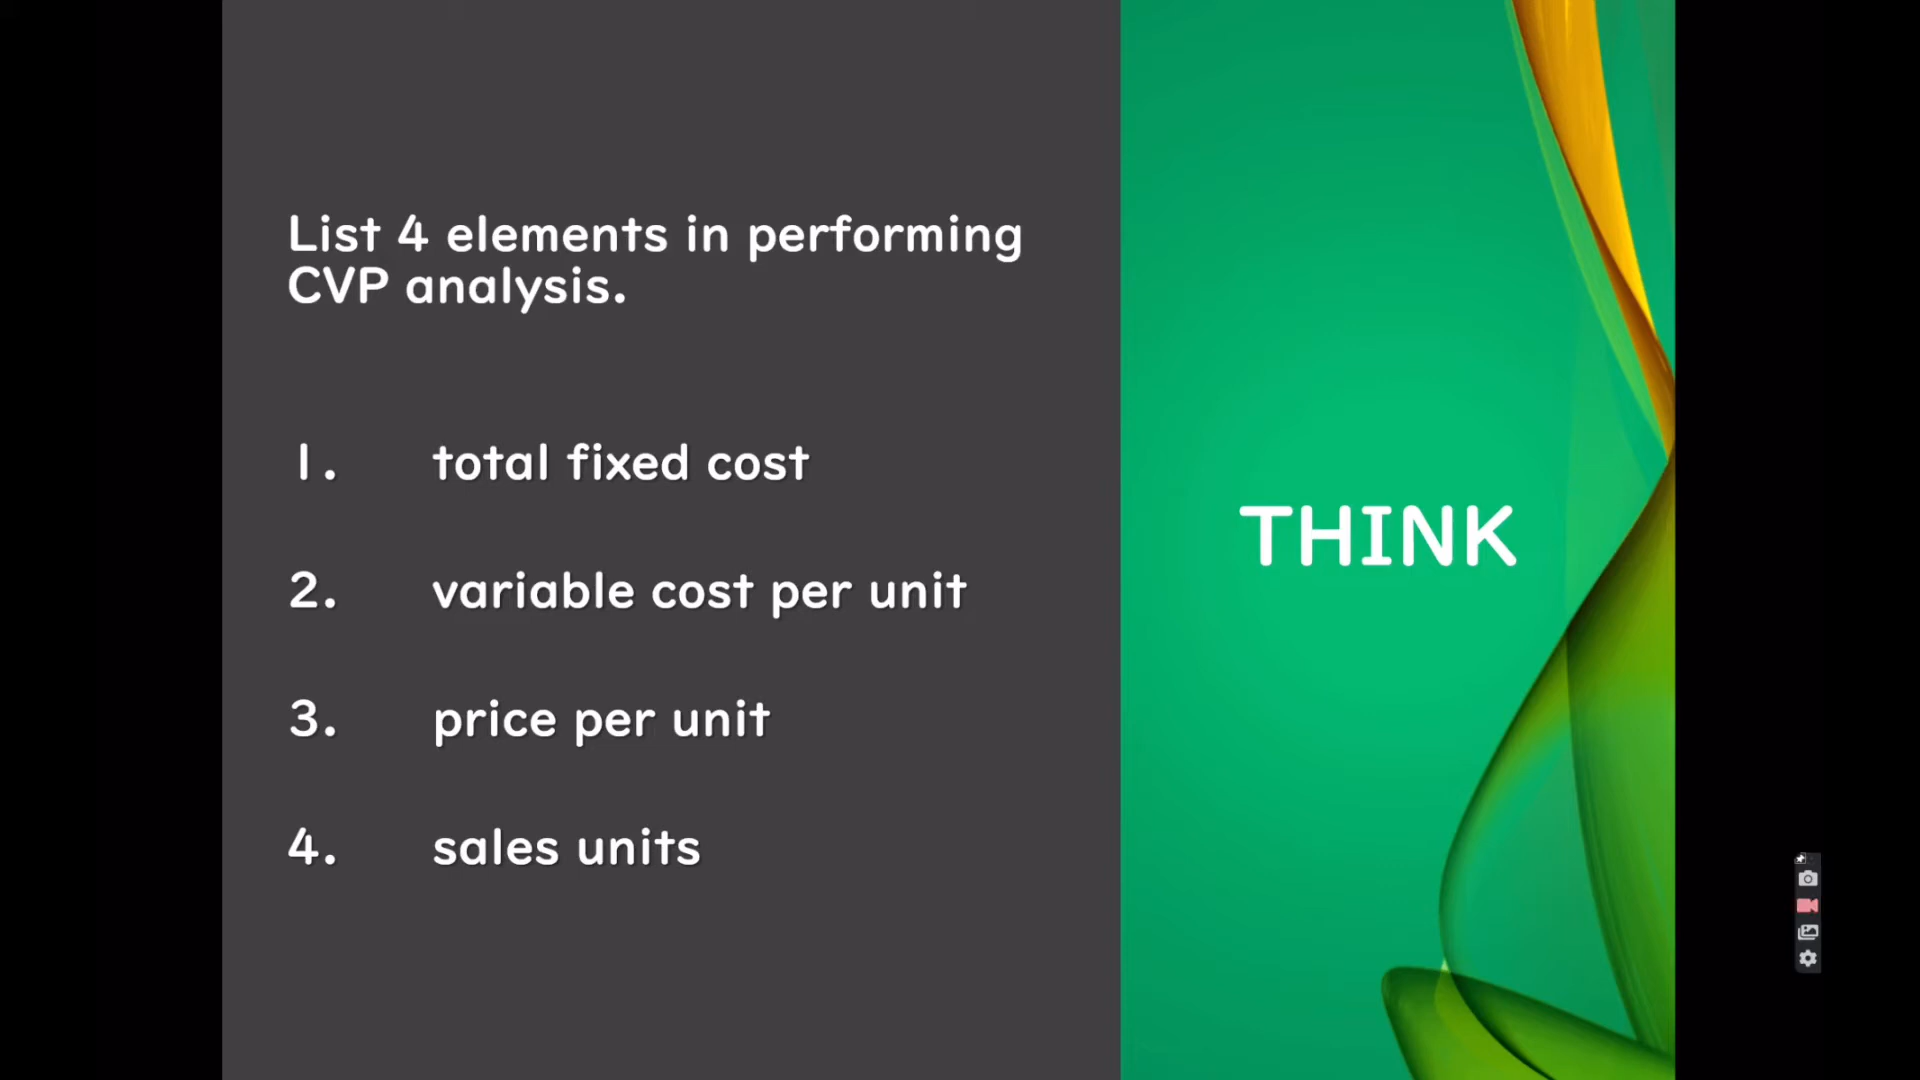 List 4 elements in performing
CVP analysis.
1. total fixed cost
2. variable cost per unit
3. price per unit
4. sales units
THINK